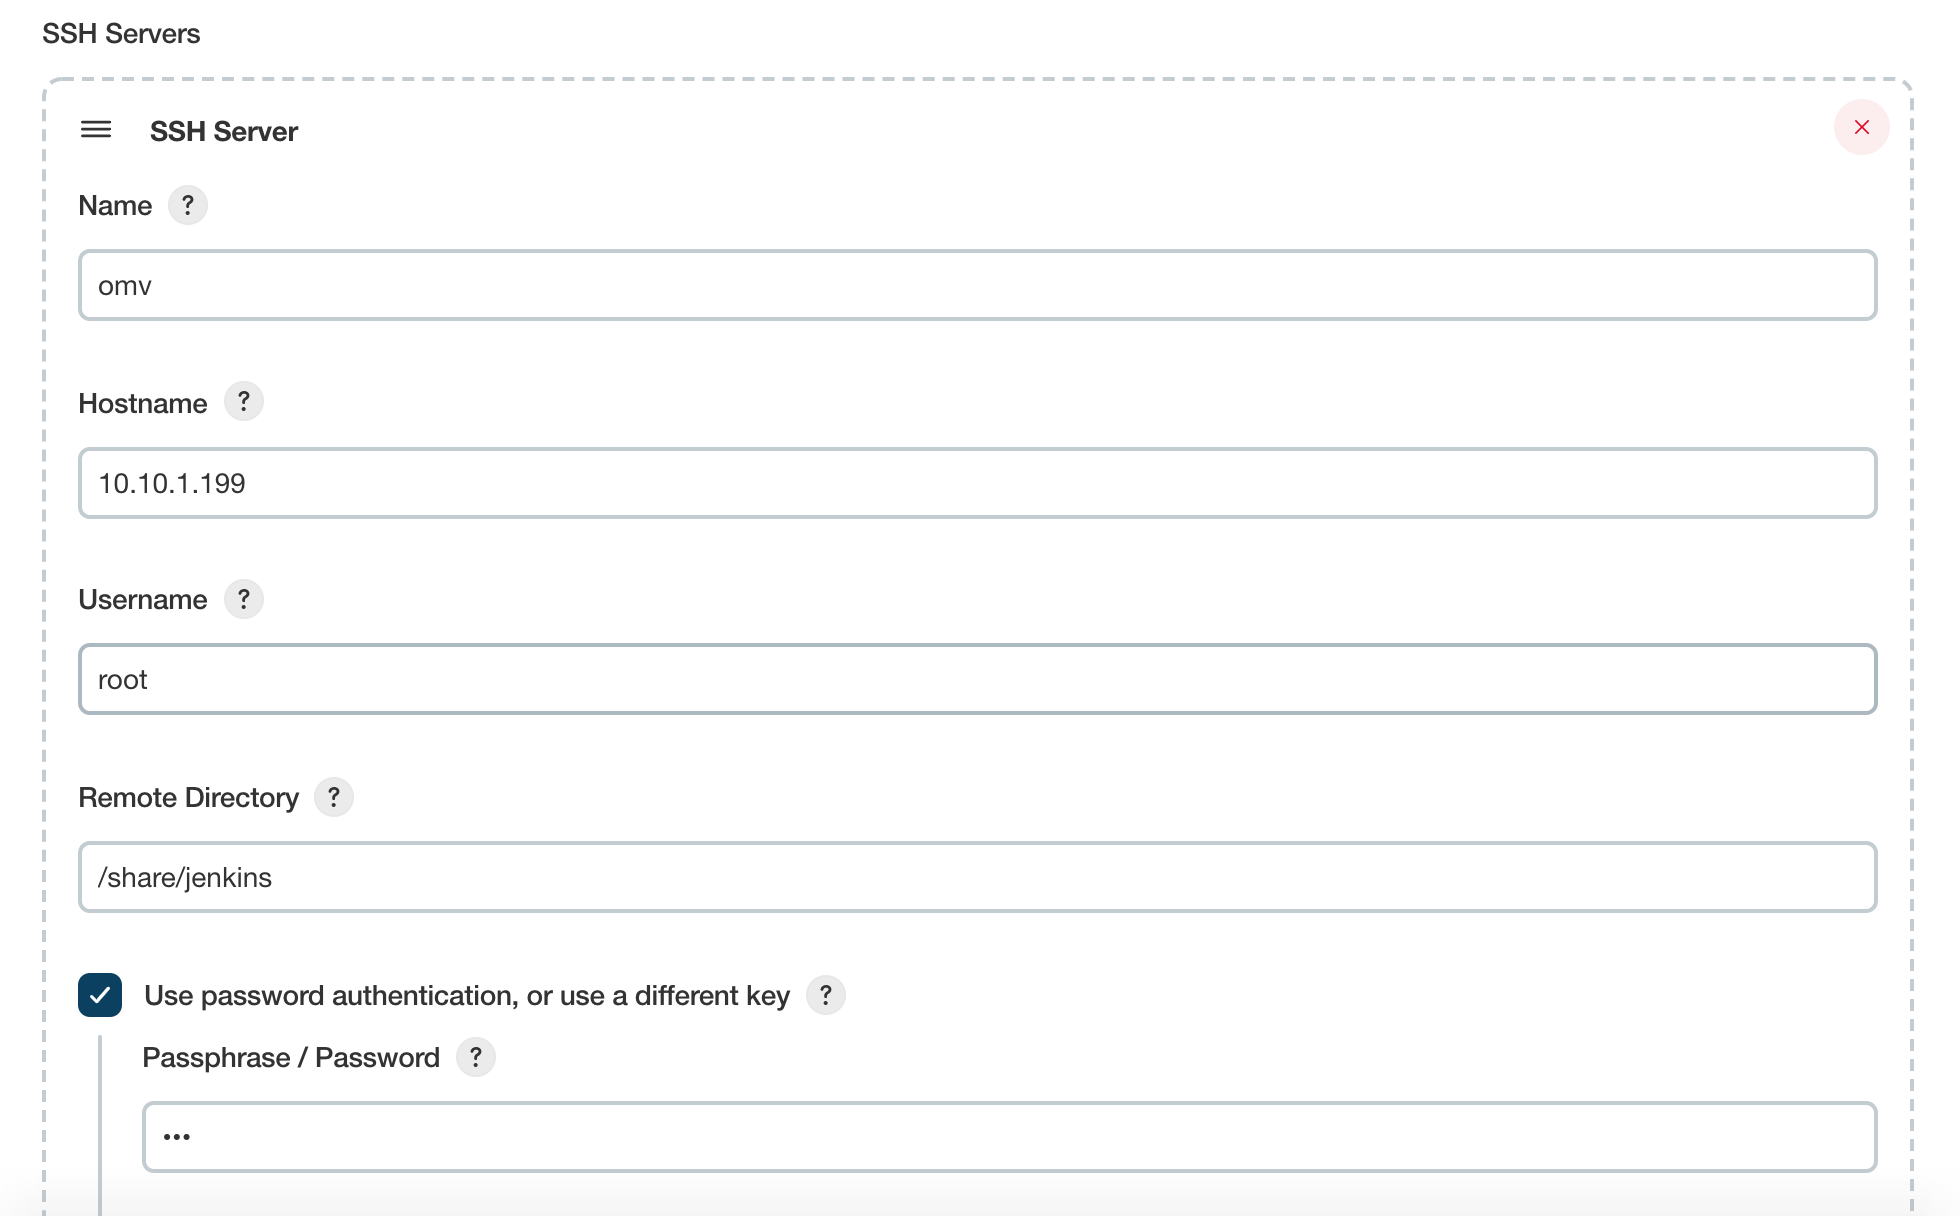 SSH Servers
SSH Server
Name ?
omv
Hostname ?
10.10.1.199
Username ?
root
Remote Directory ?
/share/jenkins
Use password authentication, or use a different key ?
Passphrase / Password ?
•••